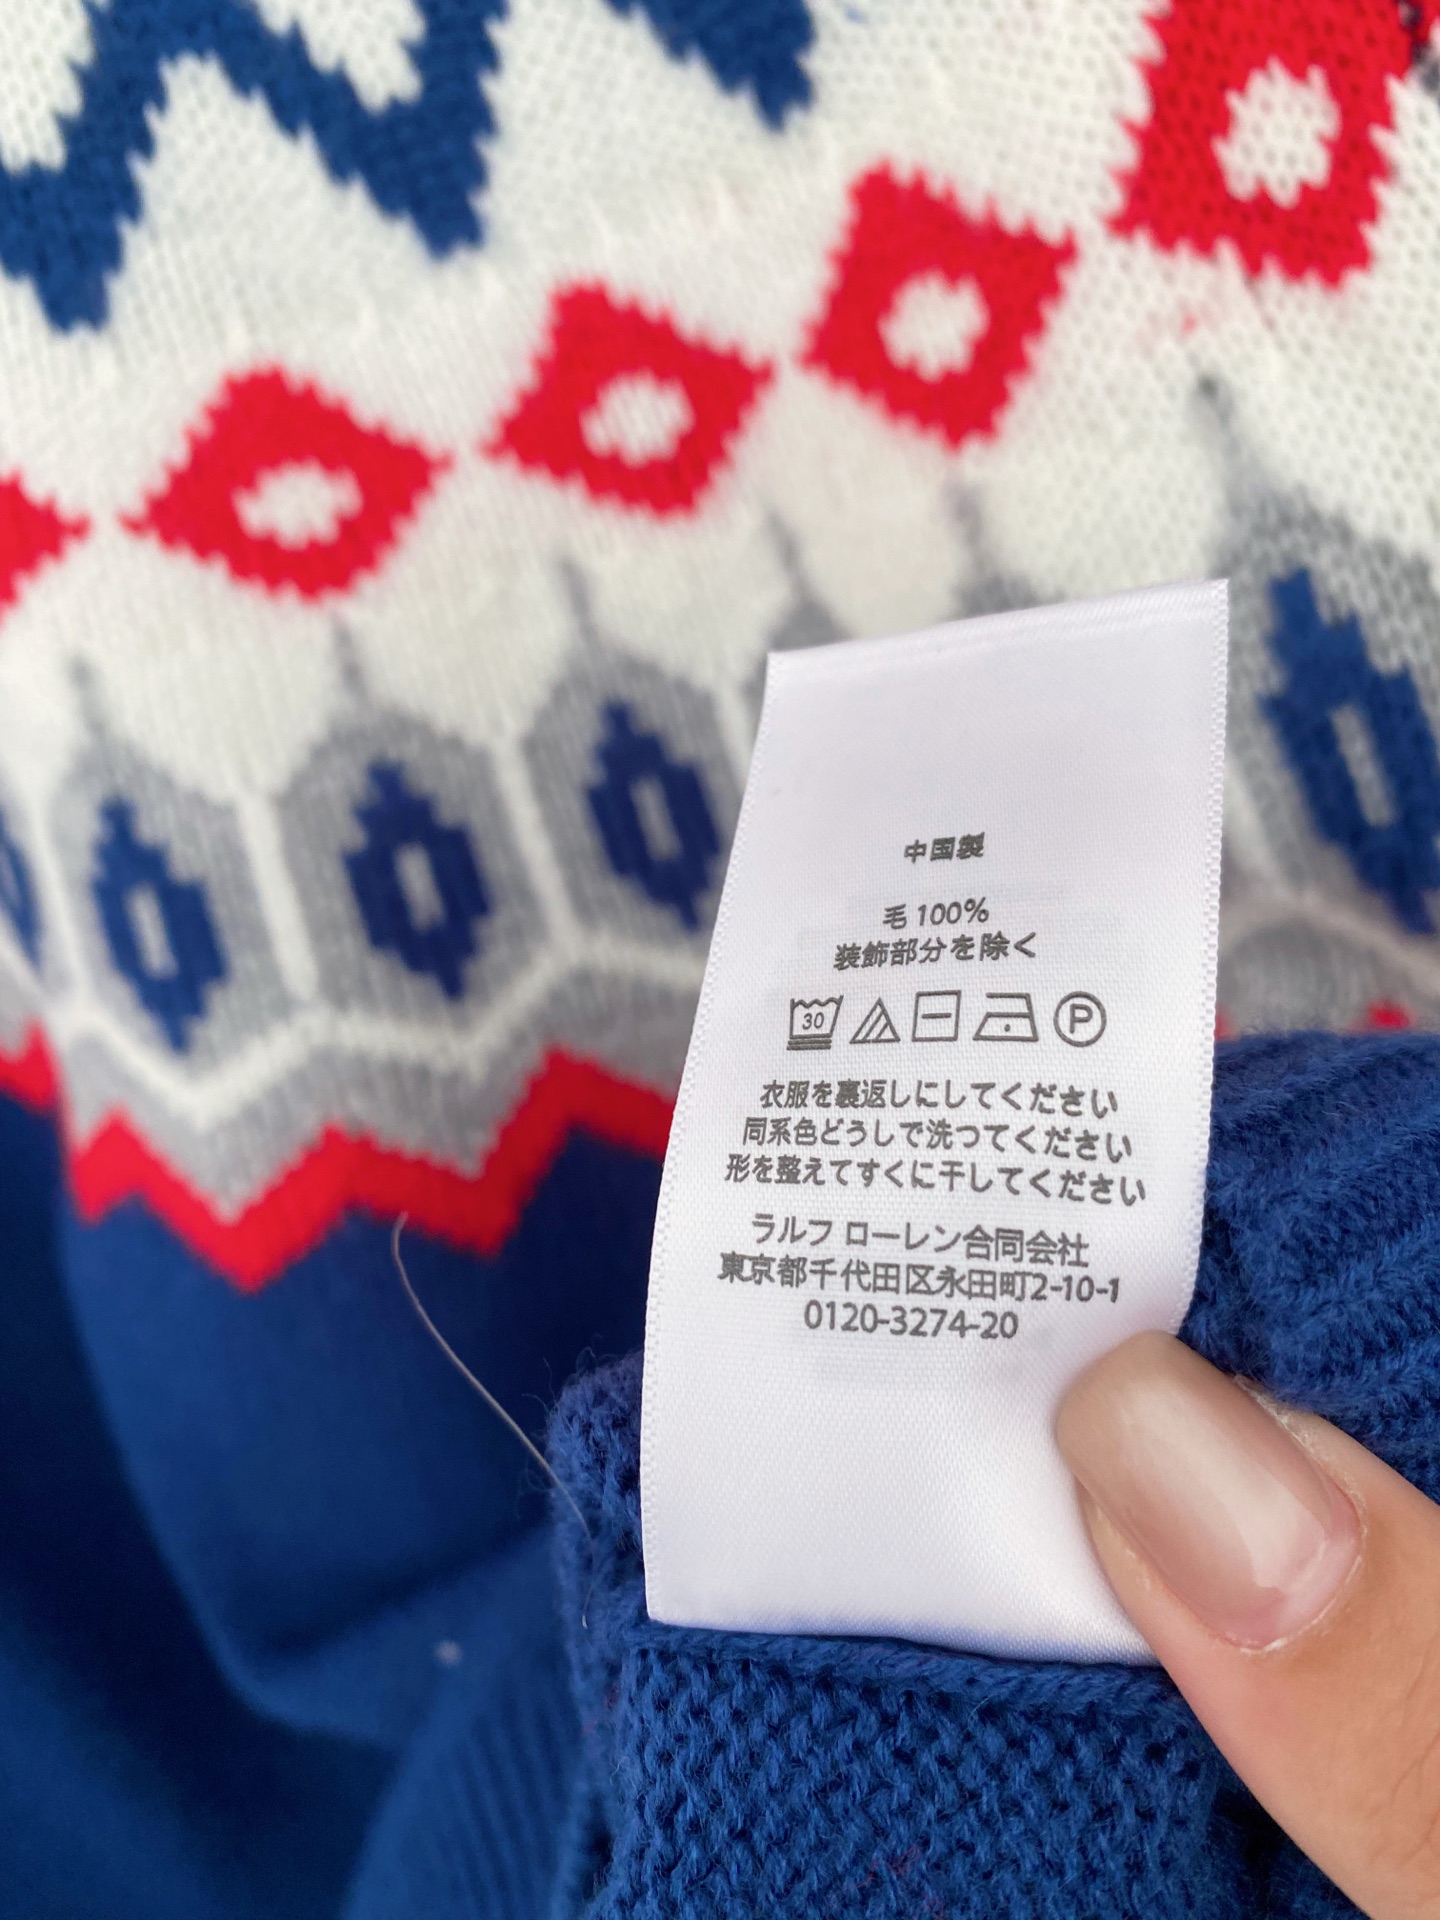 中国製
毛 100%
装飾部分を除く
30 P
衣服を裏返しにしてください
同系色どうしで洗つてください
形を整えてすぐに干してください
ラルフ ローレン合同会社
東京都千代田区永田町2-10-1
0120-3274-20